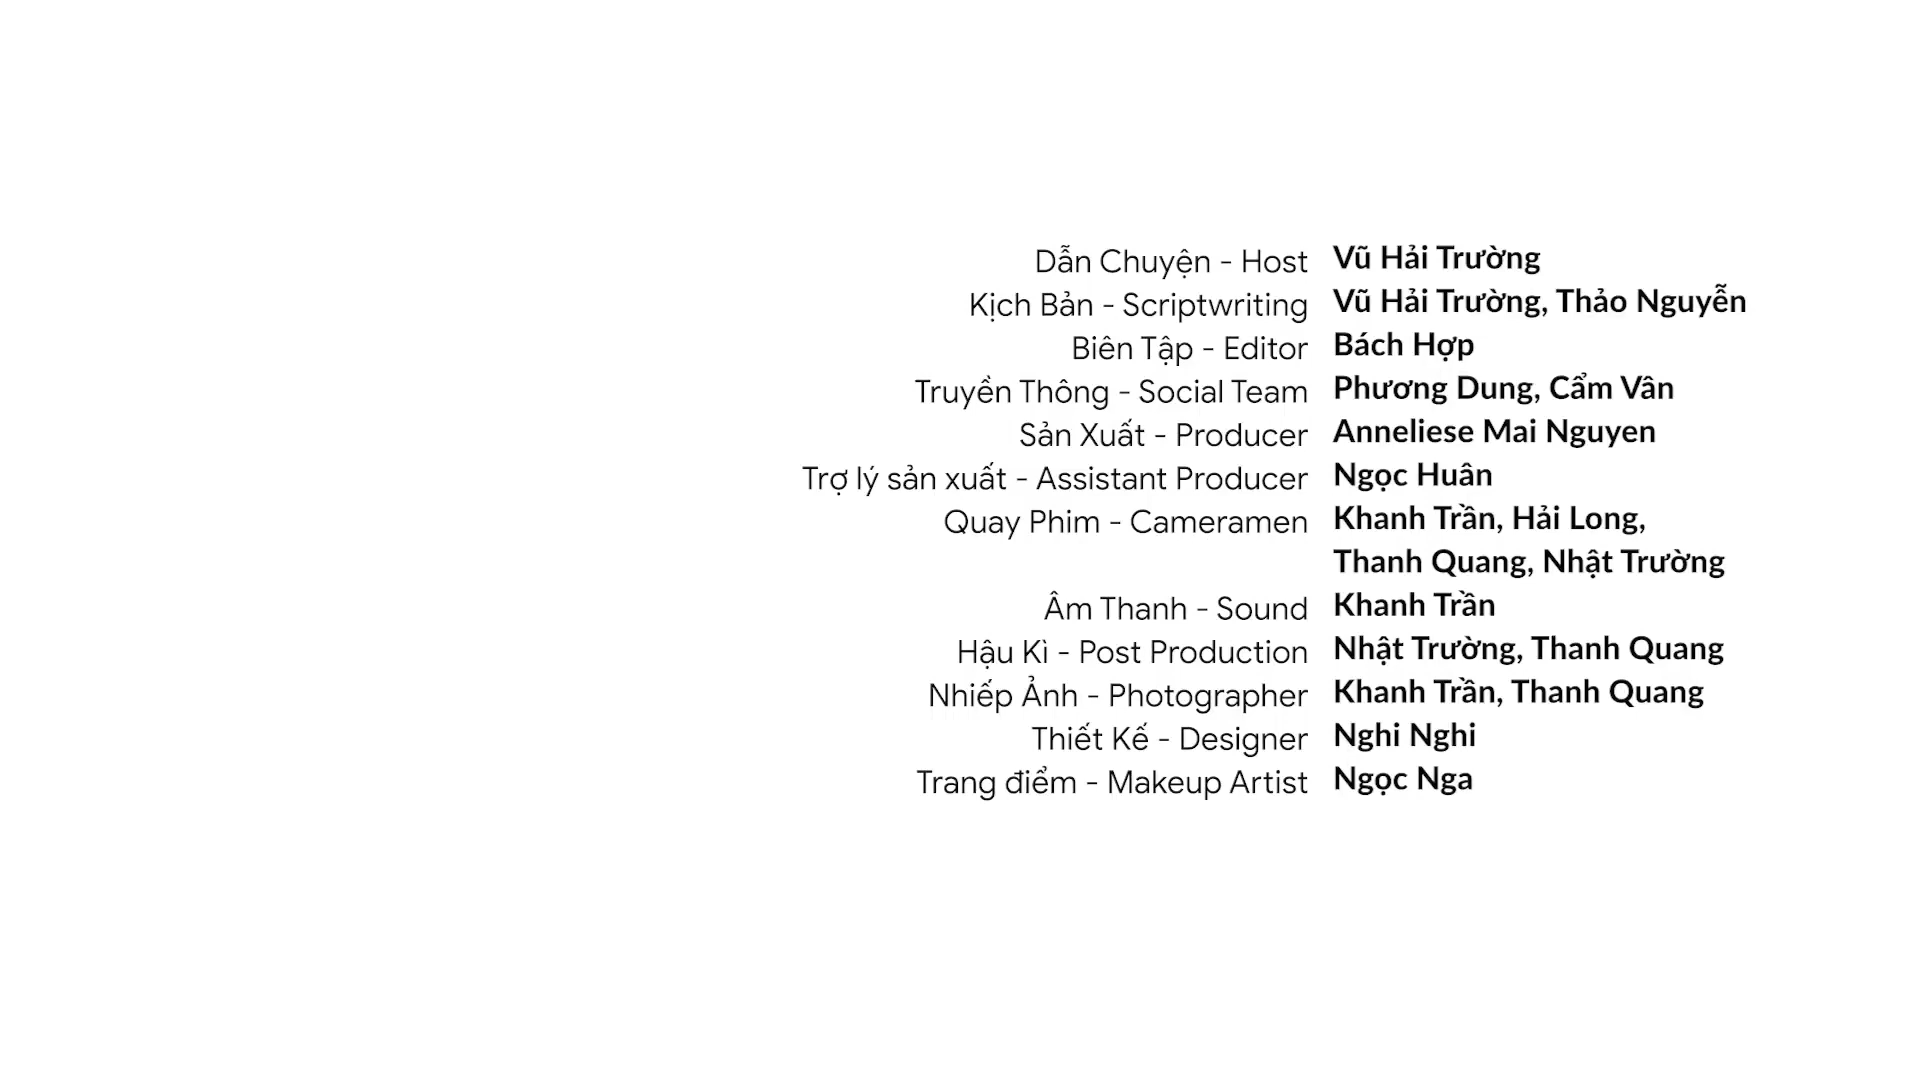 Dẫn Chuyện - Host Vũ Hải Trường
Kịch Bản - Scriptwriting Vũ Hải Trường, Thảo Nguyễn
Biên Tập - Editor Bách Hợp
Truyền Thông - Social Team Phương Dung, Cẩm Vân
Sản Xuất - Producer Anneliese Mai Nguyen
Trợ lý sản xuất - Assistant Producer Ngọc Huân
Quay Phim - Cameramen Khanh Trần, Hải Long,
Thanh Quang, Nhật Trường
Âm Thanh - Sound Khanh Trần
Hậu Kì - Post Production Nhật Trường, Thanh Quang
Nhiếp Ảnh - Photographer Khanh Trần, Thanh Quang
Thiết Kế - Designer Nghi Nghi
Trang điểm - Makeup Artist Ngọc Nga